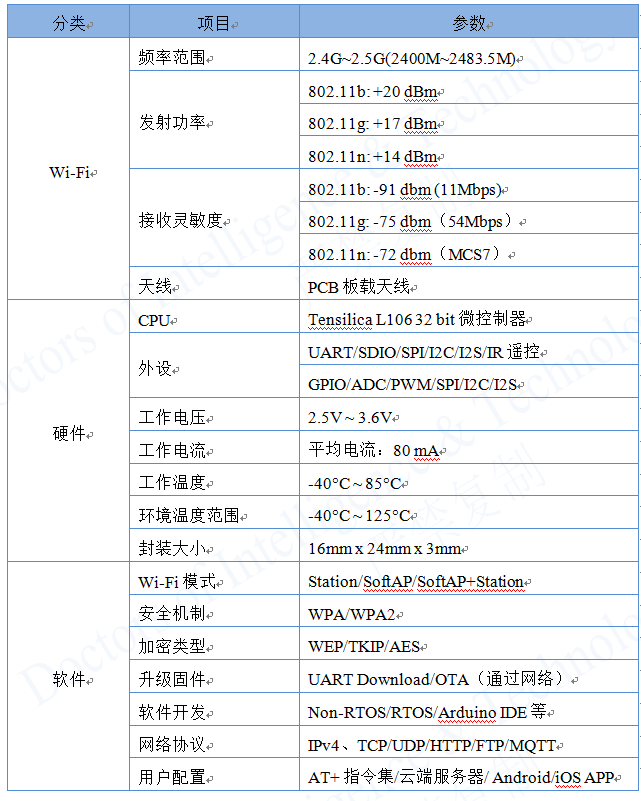 分类 项目 参数
Wi-Fi 频率范围 2.4G~2.5G(2400M~2483.5M)
发射功率 802.11b: +20 dBm
802.11g: +17 dBm
802.11n: +14 dBm
接收灵敏度 802.11b: -91 dbm (11Mbps)
802.11g: -75 dbm（54Mbps）
802.11n: -72 dbm（MCS7）
天线 PCB 板载天线
硬件 CPU Tensilica L106 32 bit 微控制器
外设 UART/SDIO/SPI/I2C/I2S/IR 遥控
GPIO/ADC/PWM/SPI/I2C/I2S
工作电压 2.5V ~ 3.6V
工作电流 平均电流：80 mA
工作温度 -40°C ~ 85°C
环境温度范围 -40°C ~ 125°C
封装大小 16mm x 24mm x 3mm
软件 Wi-Fi 模式 Station/SoftAP/SoftAP+Station
安全机制 WPA/WPA2
加密类型 WEP/TKIP/AES
升级固件 UART Download/OTA（通过网络）
软件开发 Non-RTOS/RTOS/Arduino IDE 等
网络协议 IPv4、TCP/UDP/HTTP/FTP/MQTT
用户配置 AT+ 指令集/云端服务器/ Android/iOS APP
Doctors of Intelligence & Technology
禁复制